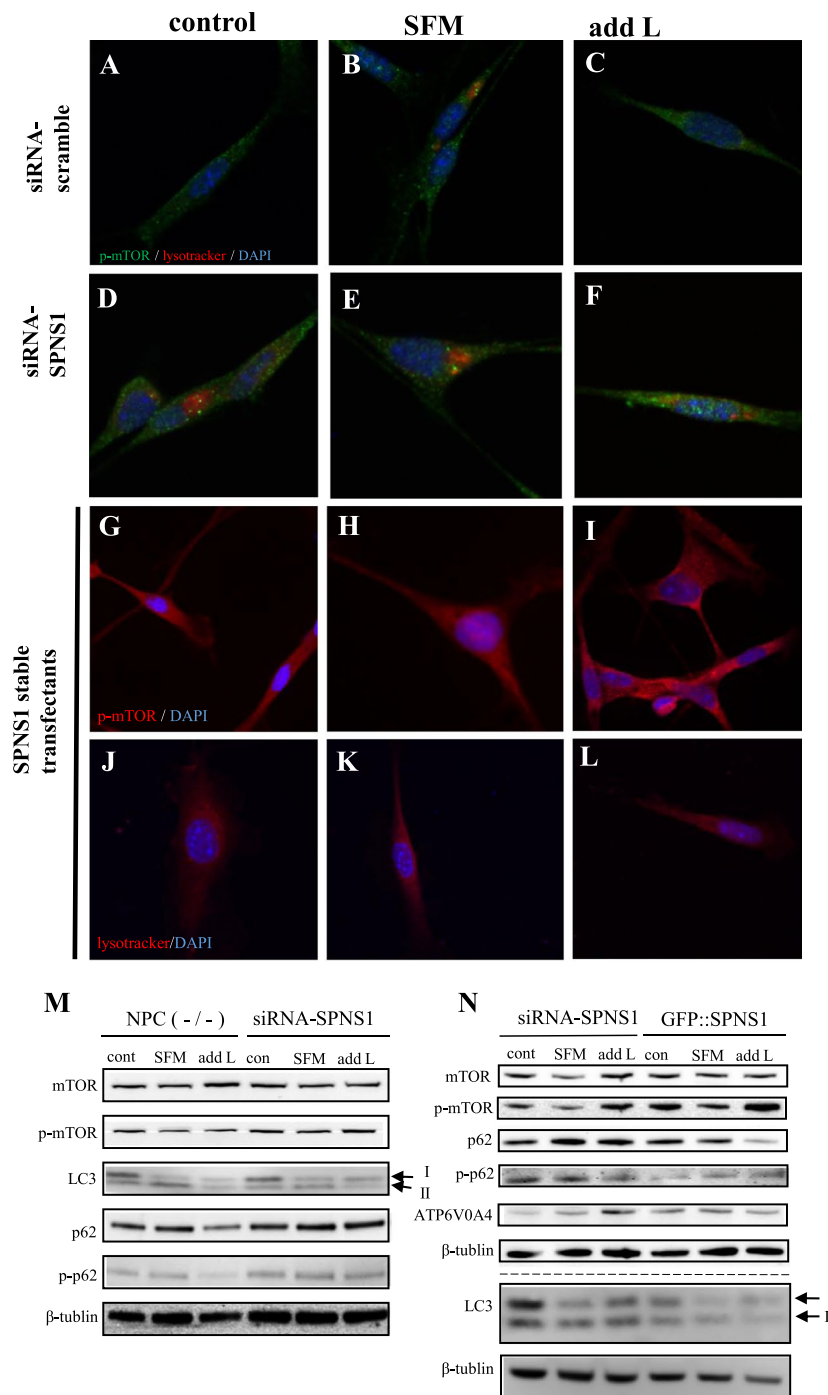 control SFM add L
siRNA-
scramble
A B C
p-mTOR / lysotracker / DAPI
siRNA-
SPNS1
D E F
SPNS1 stable
transfectants
G H I
p-mTOR / DAPI
J K L
lysotracker/DAPI
M
NPC ( - / - ) siRNA-SPNS1
cont SFM add L con SFM add L
mTOR
p-mTOR
LC3 I
II
p62
p-p62
β-tublin
N
siRNA-SPNS1 GFP::SPNS1
cont SFM add L con SFM add L
mTOR
p-mTOR
p62
p-p62
ATP6V0A4
β-tublin
LC3
β-tublin